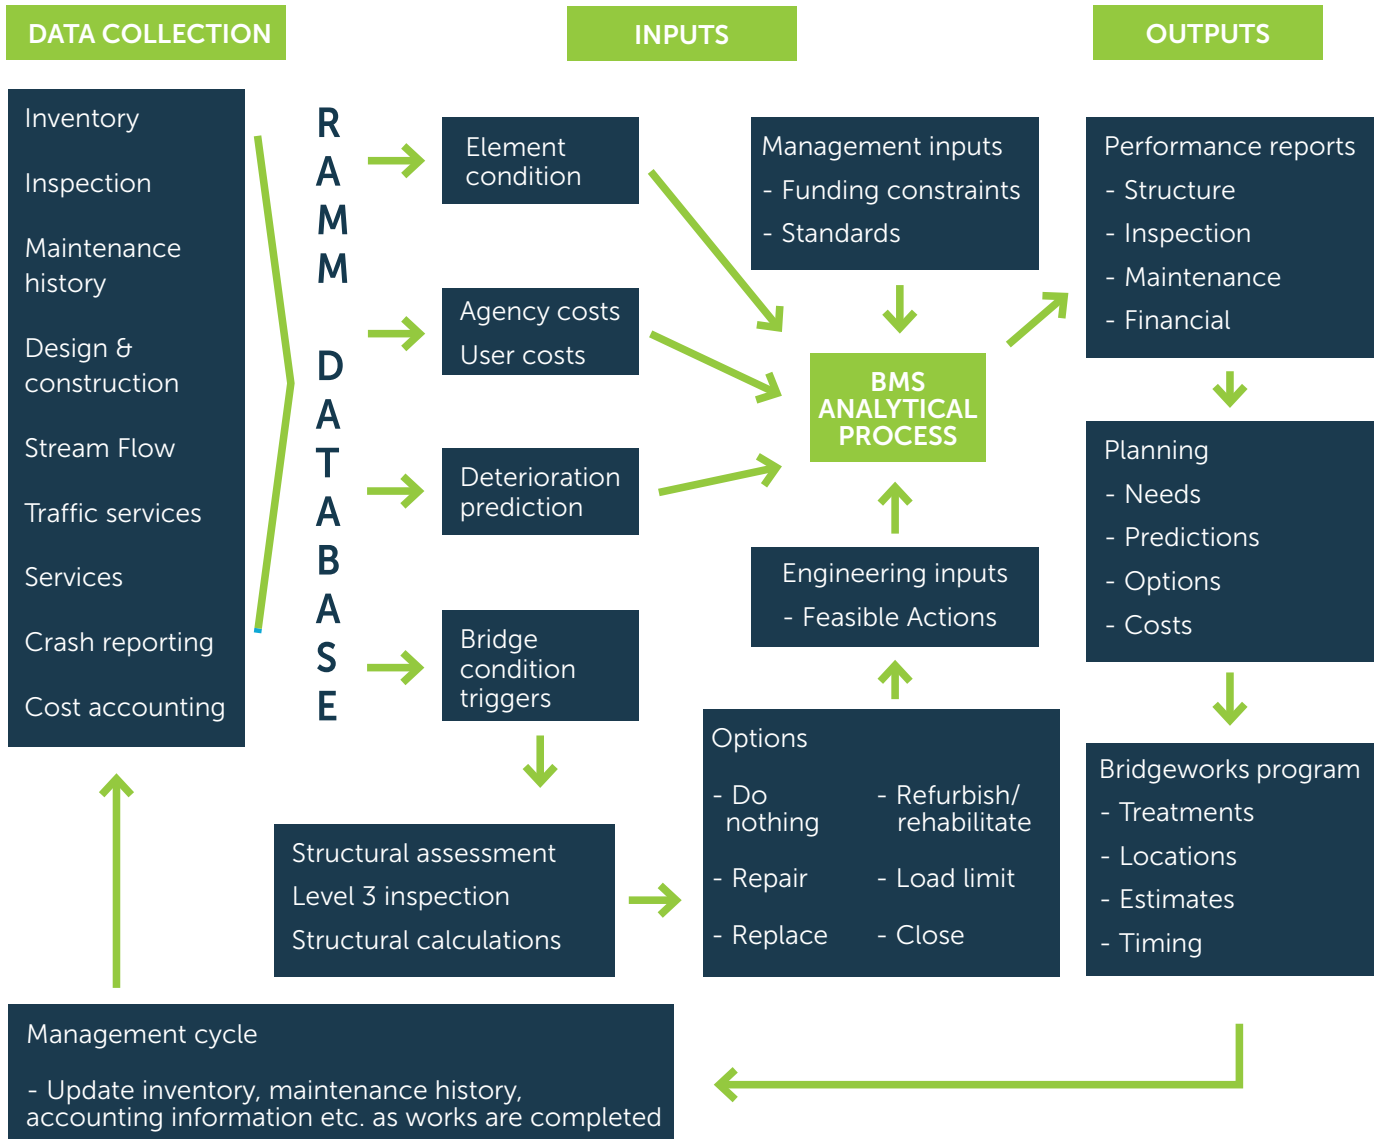 DATA COLLECTION
INPUTS
OUTPUTS
Inventory
Inspection
Maintenance
history
Design &
construction
Stream Flow
Traffic services
Services
Crash reporting
Cost accounting
RAMM DATABASE
Element
condition
Agency costs
User costs
Deterioration
prediction
Bridge
condition
triggers
Management inputs
- Funding constraints
- Standards
BMS
ANALYTICAL
PROCESS
Engineering inputs
- Feasible Actions
Structural assessment
Level 3 inspection
Structural calculations
Options
- Do
nothing
- Repair
- Replace
- Refurbish/
rehabilitate
- Load limit
- Close
Performance reports
- Structure
- Inspection
- Maintenance
- Financial
Planning
- Needs
- Predictions
- Options
- Costs
Bridgeworks program
- Treatments
- Locations
- Estimates
- Timing
Management cycle
- Update inventory, maintenance history,
accounting information etc. as works are completed